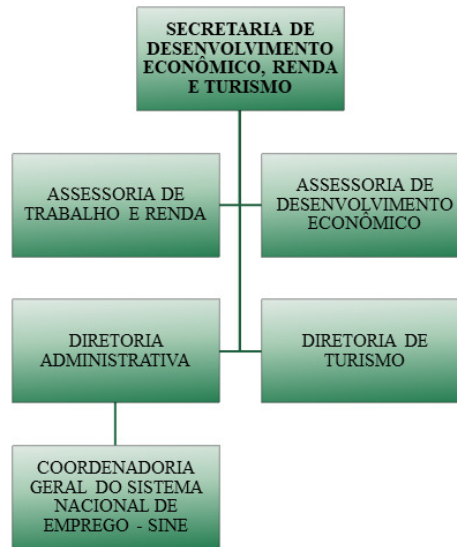 SECRETARIA DE
DESENVOLVIMENTO
ECONÔMICO, RENDA
E TURISMO
ASSESSORIA DE
TRABALHO E RENDA
ASSESSORIA DE
DESENVOLVIMENTO
ECONÔMICO
DIRETORIA
ADMINISTRATIVA
DIRETORIA DE
TURISMO
COORDENADORIA
GERAL DO SISTEMA
NACIONAL DE
EMPREGO - SINE